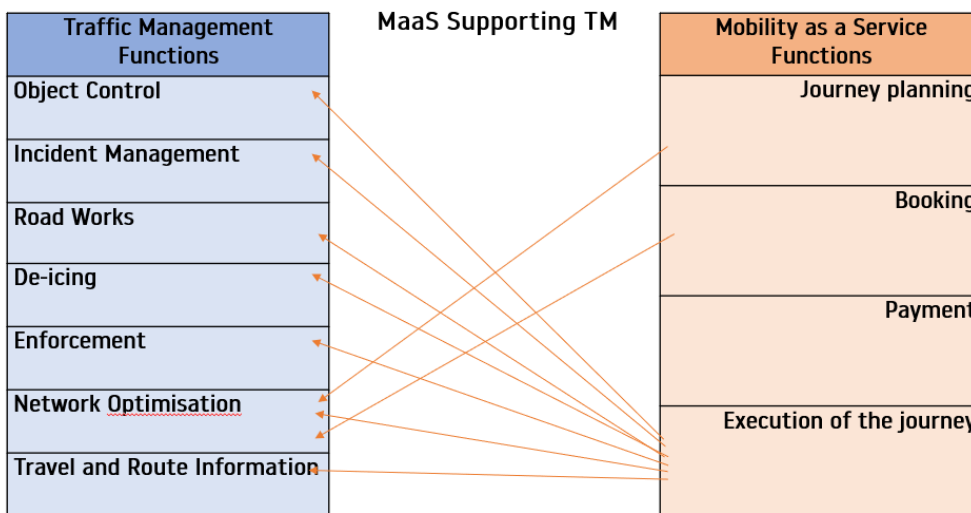 MaaS Supporting TM
Traffic Management
Functions
Object Control
Incident Management
Road Works
De-icing
Enforcement
Network Optimisation
Travel and Route Information
Mobility as a Service
Functions
Journey planning
Booking
Payment
Execution of the journey